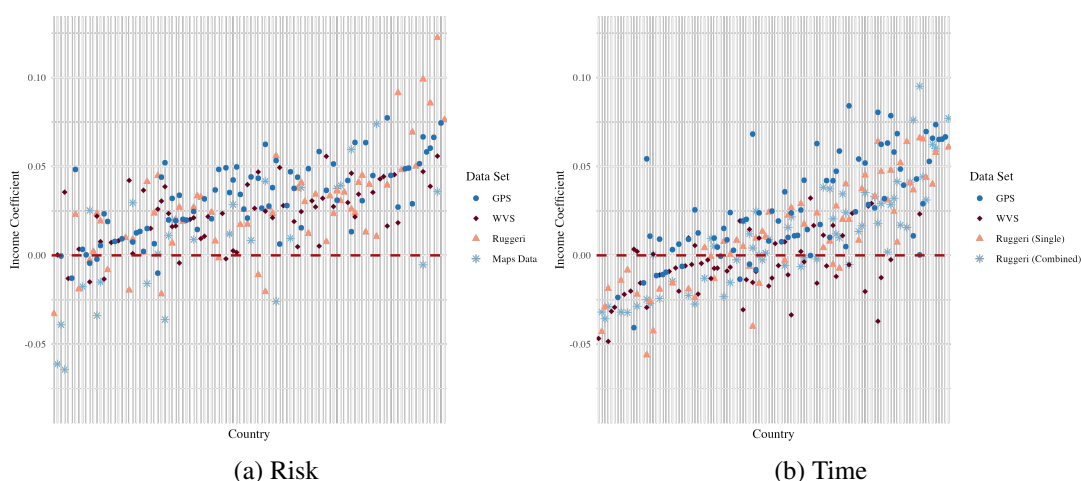 0.10
0.05
0.00
-0.05
Income Coefficient
Country
Data Set
GPS
WVS
Ruggeri
Maps Data
(a) Risk
0.10
0.05
0.00
-0.05
Income Coefficient
Country
Data Set
GPS
WVS
Ruggeri (Single)
Ruggeri (Combined)
(b) Time